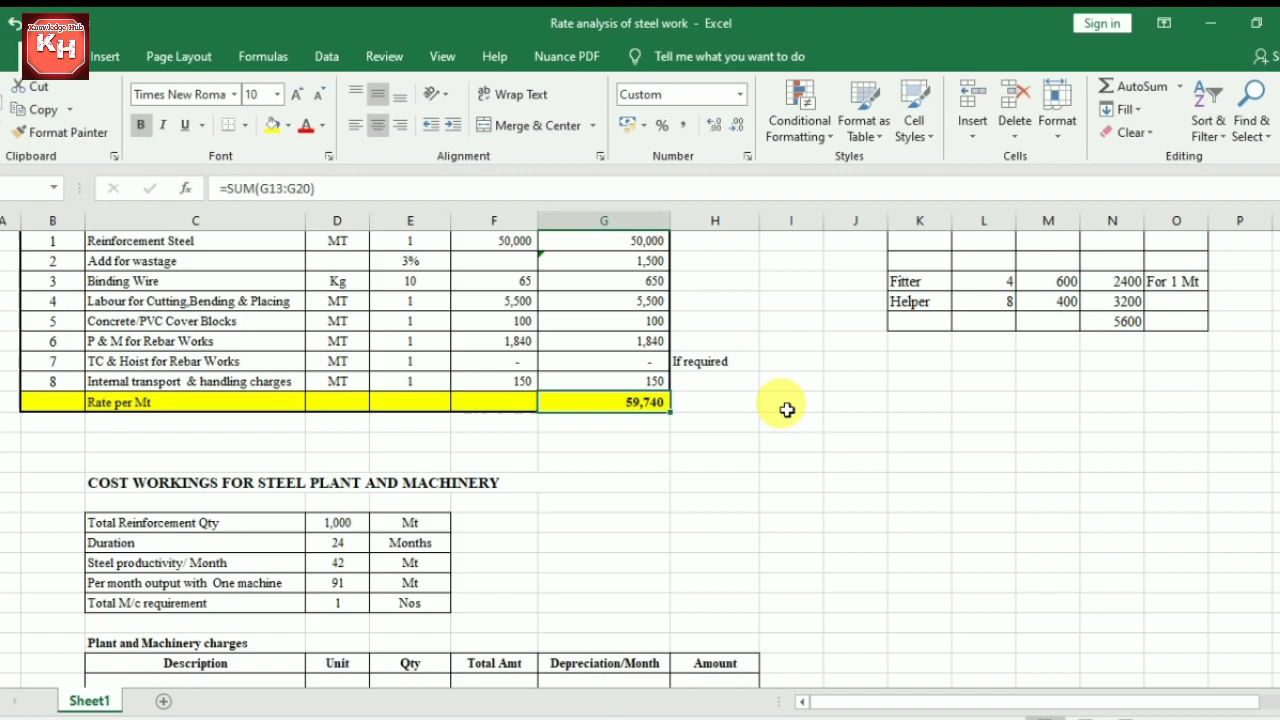 Knowledge Hub
KH
Rate analysis of steel work - Excel
Sign in
Insert Page Layout Formulas Data Review View Help Nuance PDF Tell me what you want to do S
Cut
Copy
Format Painter
Clipboard
Times New Roma 10
B I U
Font
Wrap Text
Merge & Center
Alignment
Custom
Number
Conditional Formatting
Format as Table
Cell Styles
Styles
Insert Delete Format
Cells
AutoSum
Fill
Clear
Sort & Filter
Find & Select
Editing
fx =SUM(G13:G20)
A B C D E F G H I J K L M N O P
1 Reinforcement Steel MT 1 50,000 50,000
2 Add for wastage 3% 1,500
3 Binding Wire Kg 10 65 650 Fitter 4 600 2400 For 1 Mt
4 Labour for Cutting,Bending & Placing MT 1 5,500 5,500 Helper 8 400 3200
5 Concrete/PVC Cover Blocks MT 1 100 100 5600
6 P & M for Rebar Works MT 1 1,840 1,840
7 TC & Hoist for Rebar Works MT 1 - - If required
8 Internal transport & handling charges MT 1 150 150
Rate per Mt 59,740
COST WORKINGS FOR STEEL PLANT AND MACHINERY
Total Reinforcement Qty 1,000 Mt
Duration 24 Months
Steel productivity/ Month 42 Mt
Per month output with One machine 91 Mt
Total M/c requirement 1 Nos
Plant and Machinery charges
Description Unit Qty Total Amt Depreciation/Month Amount
Sheet1